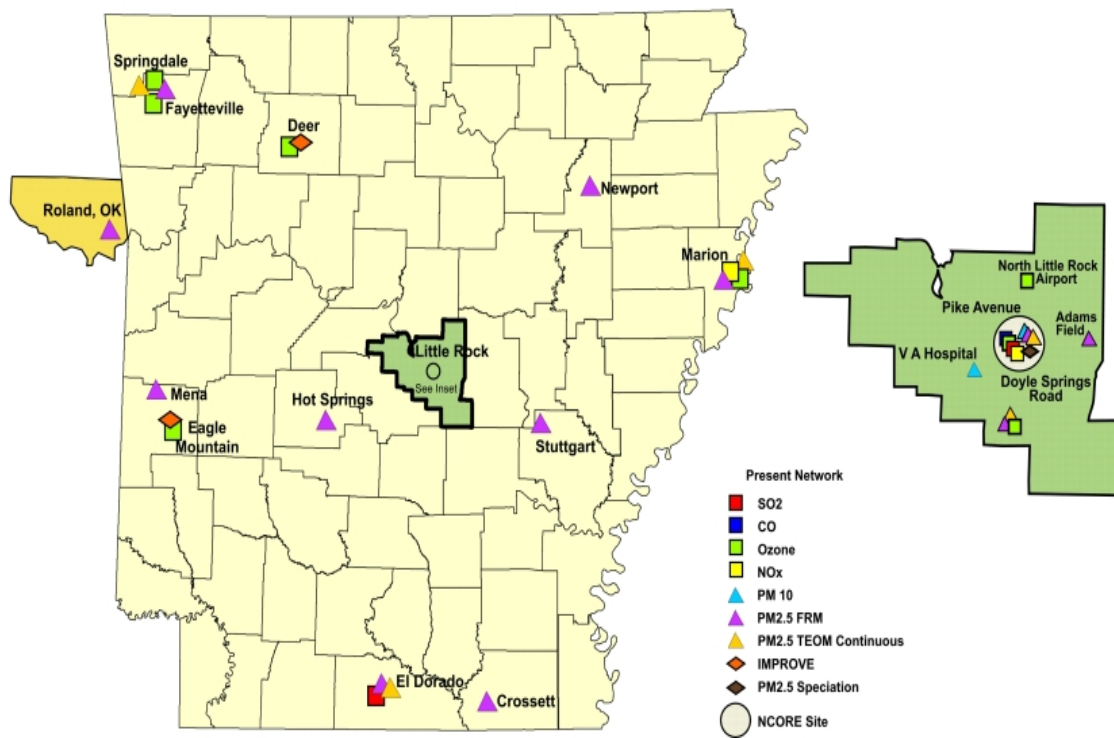 Springdale
Fayetteville
Deer
Newport
Roland, OK
Marion
Little Rock
See Inset
Mena
Hot Springs
Eagle
Mountain
Stuttgart
El Dorado
Crossett
North Little Rock
Airport
Pike Avenue
Adams
Field
V A Hospital
Doyle Springs
Road
Present Network
SO2
CO
Ozone
NOx
PM 10
PM2.5 FRM
PM2.5 TEOM Continuous
IMPROVE
PM2.5 Speciation
NCORE Site